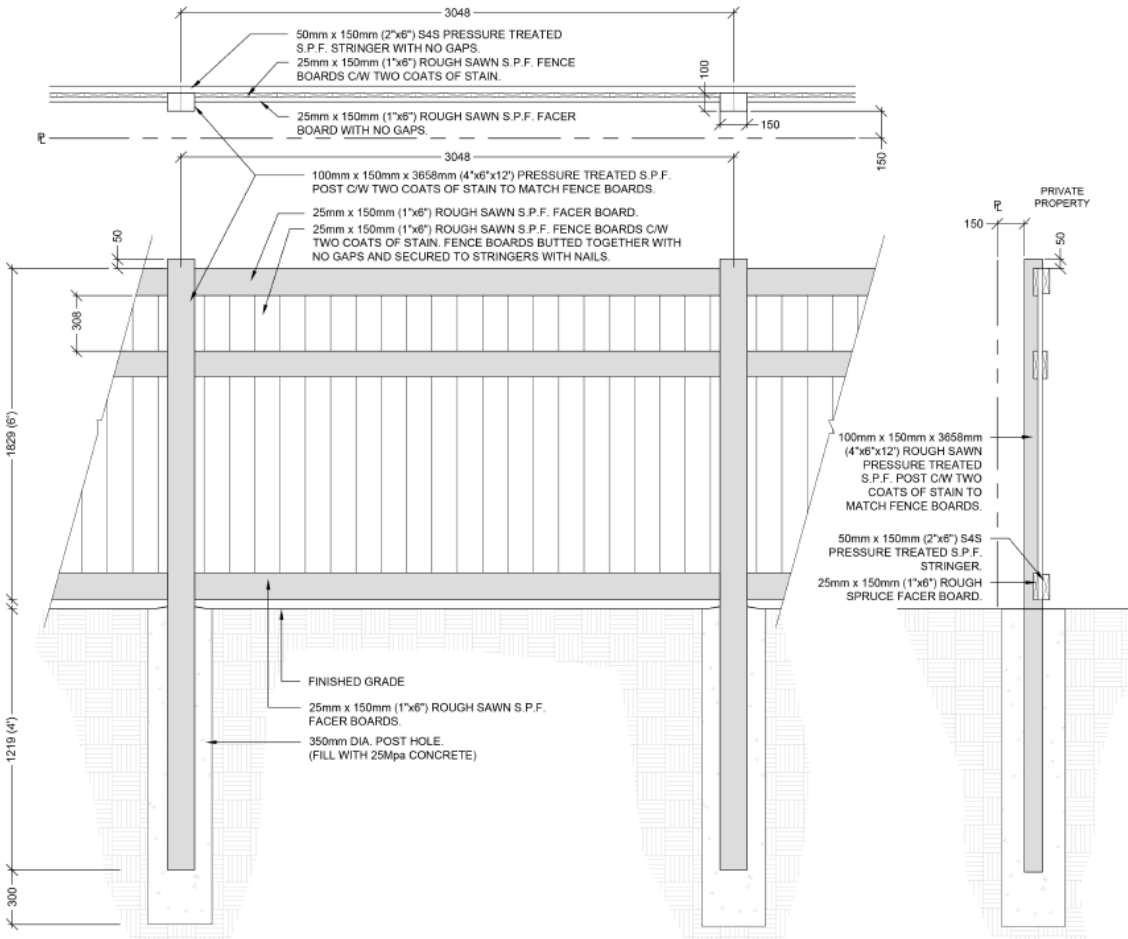 3048
50mm x 150mm (2"x6") S4S PRESSURE TREATED
S.P.F. STRINGER WITH NO GAPS.
25mm x 150mm (1"x6") ROUGH SAWN S.P.F. FENCE
BOARDS C/W TWO COATS OF STAIN.
100
25mm x 150mm (1"x6") ROUGH SAWN S.P.F. FACER
BOARD WITH NO GAPS.
150
150
PL
3048
100mm x 150mm x 3658mm (4"x6"x12') PRESSURE TREATED S.P.F.
POST C/W TWO COATS OF STAIN TO MATCH FENCE BOARDS.
25mm x 150mm (1"x6") ROUGH SAWN S.P.F. FACER BOARD.
25mm x 150mm (1"x6") ROUGH SAWN S.P.F. FENCE BOARDS C/W
TWO COATS OF STAIN. FENCE BOARDS BUTTED TOGETHER WITH
NO GAPS AND SECURED TO STRINGERS WITH NAILS.
50
308
1829 (6')
1219 (4')
300
FINISHED GRADE
25mm x 150mm (1"x6") ROUGH SAWN S.P.F.
FACER BOARDS.
350mm DIA. POST HOLE.
(FILL WITH 25Mpa CONCRETE)
PRIVATE
PROPERTY
PL
150
50
100mm x 150mm x 3658mm
(4"x6"x12') ROUGH SAWN
PRESSURE TREATED
S.P.F. POST C/W TWO
COATS OF STAIN TO
MATCH FENCE BOARDS.
50mm x 150mm (2"x6") S4S
PRESSURE TREATED S.P.F.
STRINGER.
25mm x 150mm (1"x6") ROUGH
SPRUCE FACER BOARD.